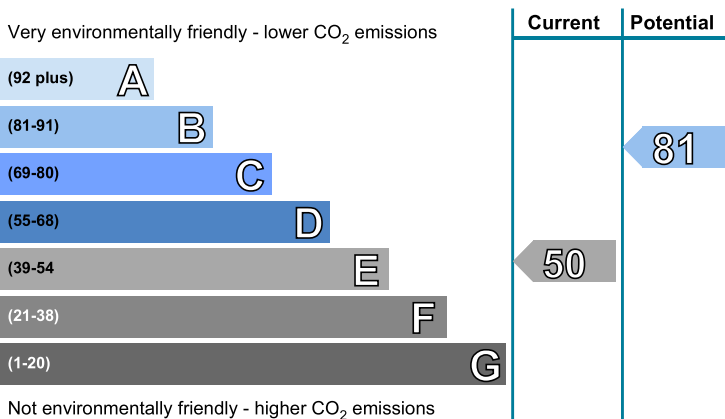 Very environmentally friendly - lower CO2 emissions
Current
Potential
(92 plus) A
(81-91) B
81
(69-80) C
(55-68) D
(39-54 E
50
(21-38) F
(1-20) G
Not environmentally friendly - higher CO2 emissions